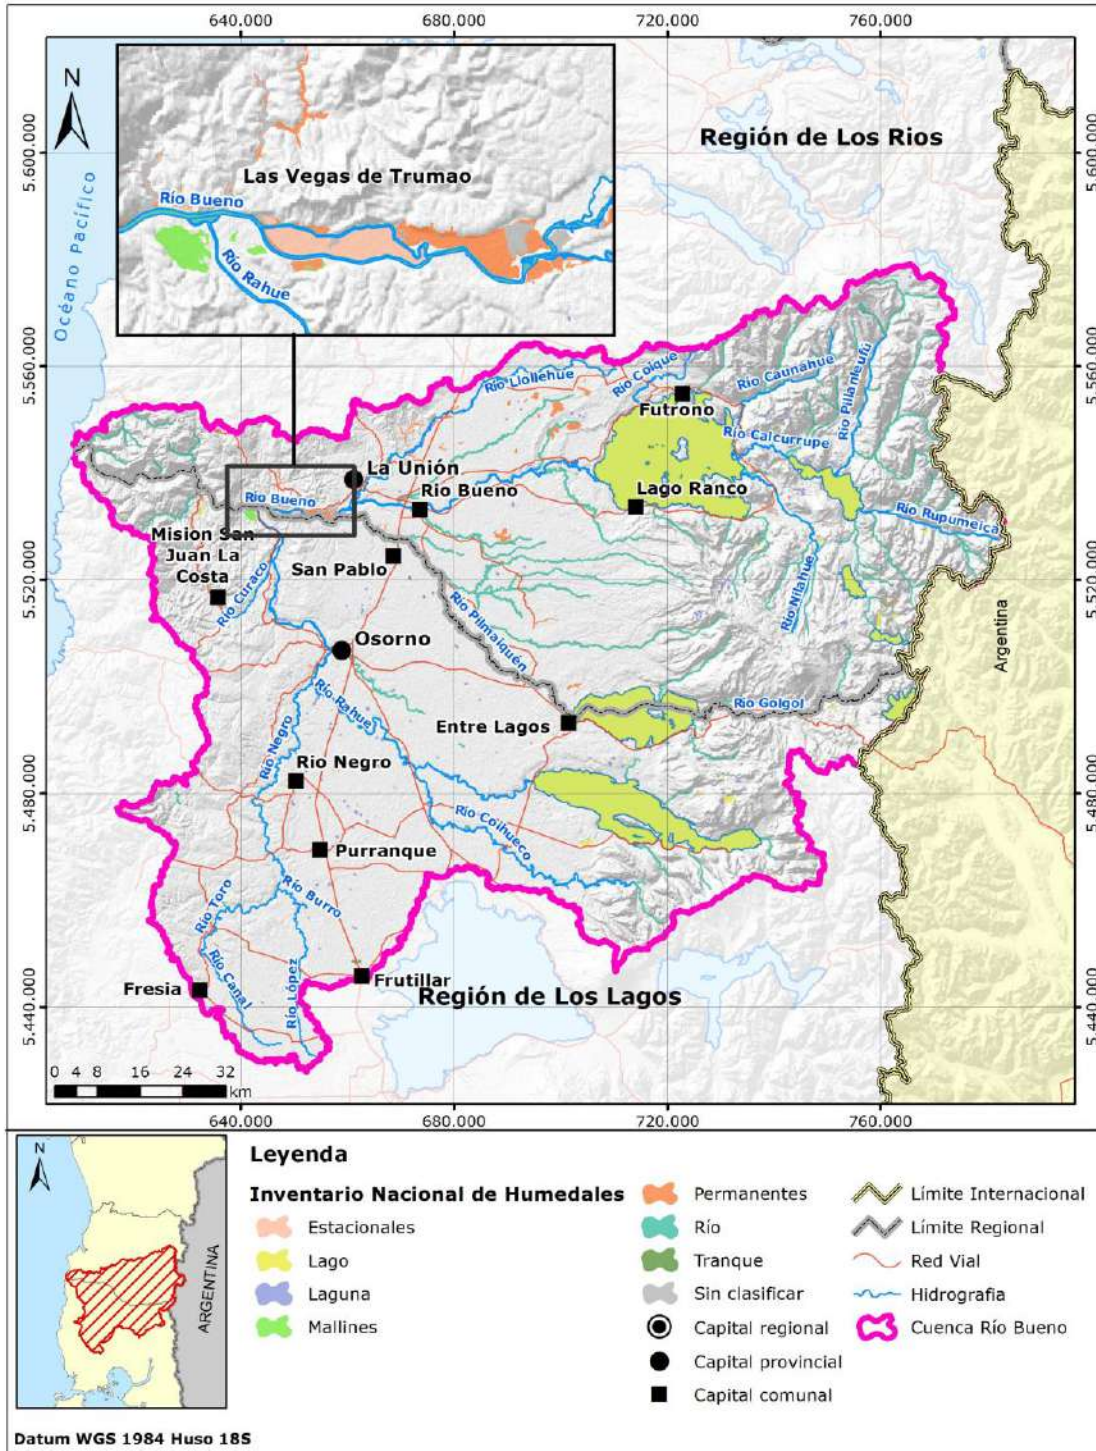 640.000
680.000
720.000
760.000
N
5.600.000
5.600.000
Región de Los Rios
Las Vegas de Trumao
Río Bueno
Río Rahue
Océano Pacífico
5.560.000
5.560.000
Río Llollehue
Río Coique
Río Caunahue
Río Pillanleufú
Futrono
Río Calcurrupe
La Unión
Río Bueno
Lago Ranco
Río Bueno
Río Rupumeica
Mision San
Juan La
Costa
San Pablo
5.520.000
5.520.000
Río Curaco
Río Pilmaiquén
Río Nilahue
Argentina
Osorno
Río Rahue
Río Golgol
Entre Lagos
Río Negro
Rio Negro
5.480.000
5.480.000
Río Coihueco
Purranque
Río Toro
Río Burro
Río Canal
Río López
Frutillar
Fresia
Región de Los Lagos
5.440.000
5.440.000
0 4 8 16 24 32
km
640.000
680.000
720.000
760.000
N
ARGENTINA
Leyenda
Inventario Nacional de Humedales
Estacionales
Lago
Laguna
Mallines
Permanentes
Río
Tranque
Sin clasificar
Capital regional
Capital provincial
Capital comunal
Límite Internacional
Límite Regional
Red Vial
Hidrografia
Cuenca Río Bueno
Datum WGS 1984 Huso 18S